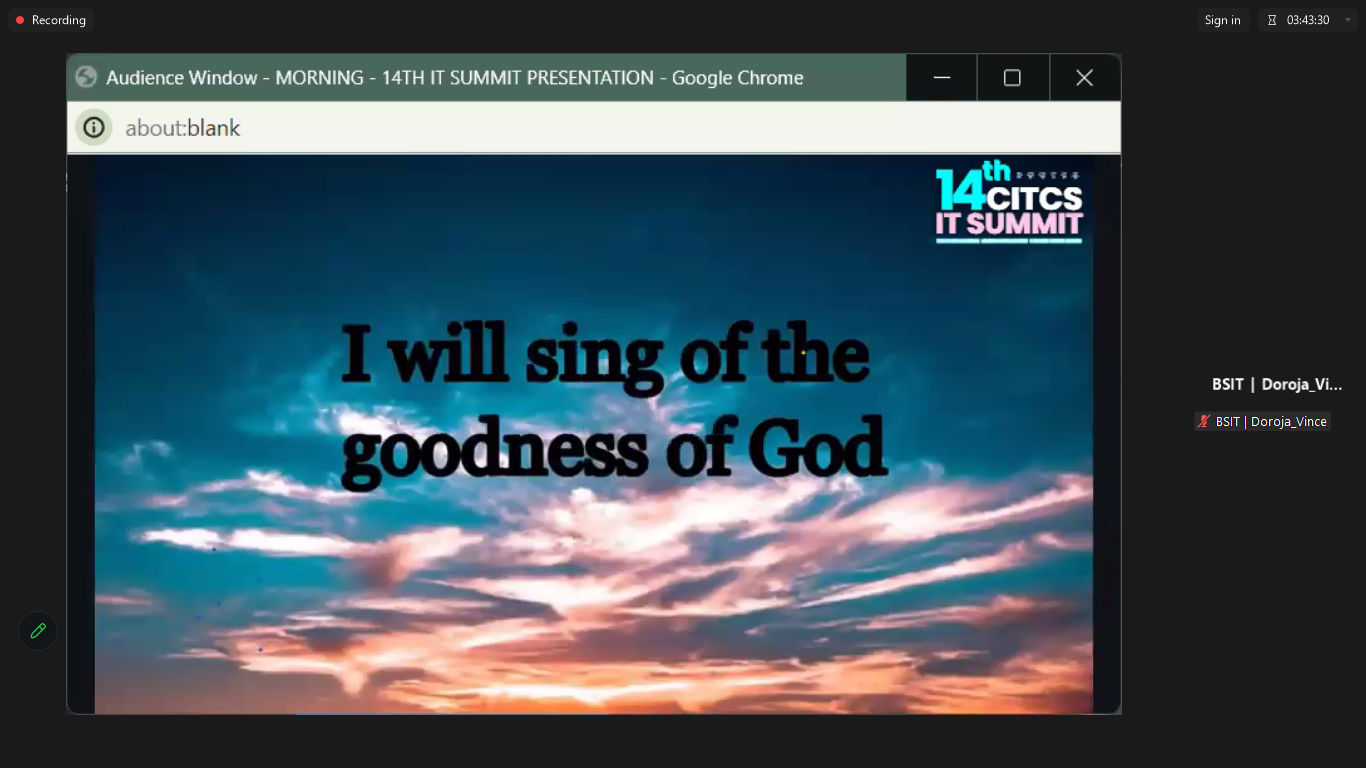 Recording
Sign in
03:43:30
Audience Window - MORNING - 14TH IT SUMMIT PRESENTATION - Google Chrome
about:blank
14th
CITCS
IT SUMMIT
I will sing of the
goodness of God
BSIT | Doroja_Vi...
BSIT | Doroja_Vince